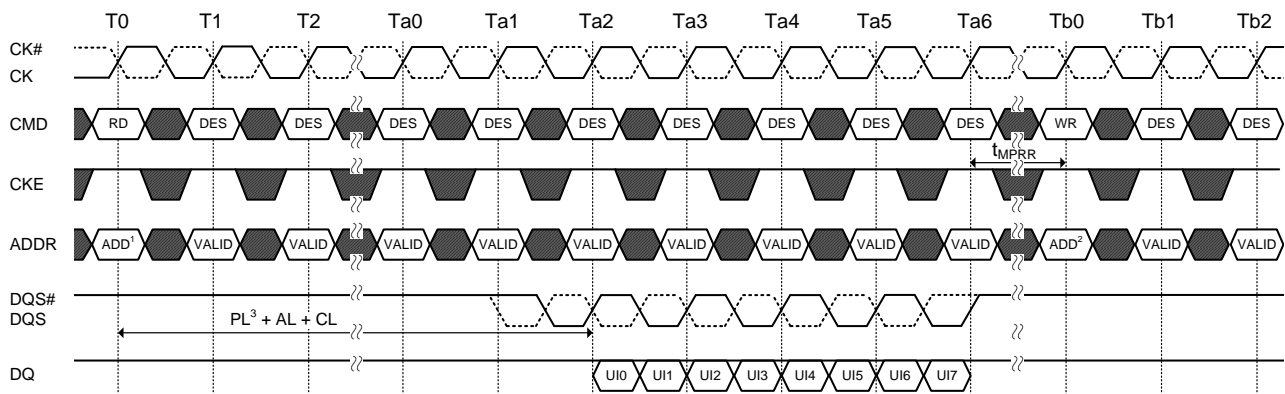 T0 T1 T2 Ta0 Ta1 Ta2 Ta3 Ta4 Ta5 Ta6 Tb0 Tb1 Tb2
CK#
CK
CMD RD DES DES DES DES DES DES DES DES DES WR DES DES
tMPRR
CKE
ADDR ADD1 VALID VALID VALID VALID VALID VALID VALID VALID VALID ADD2 VALID VALID
DQS#
DQS
PL3 + AL + CL
DQ UI0 UI1 UI2 UI3 UI4 UI5 UI6 UI7